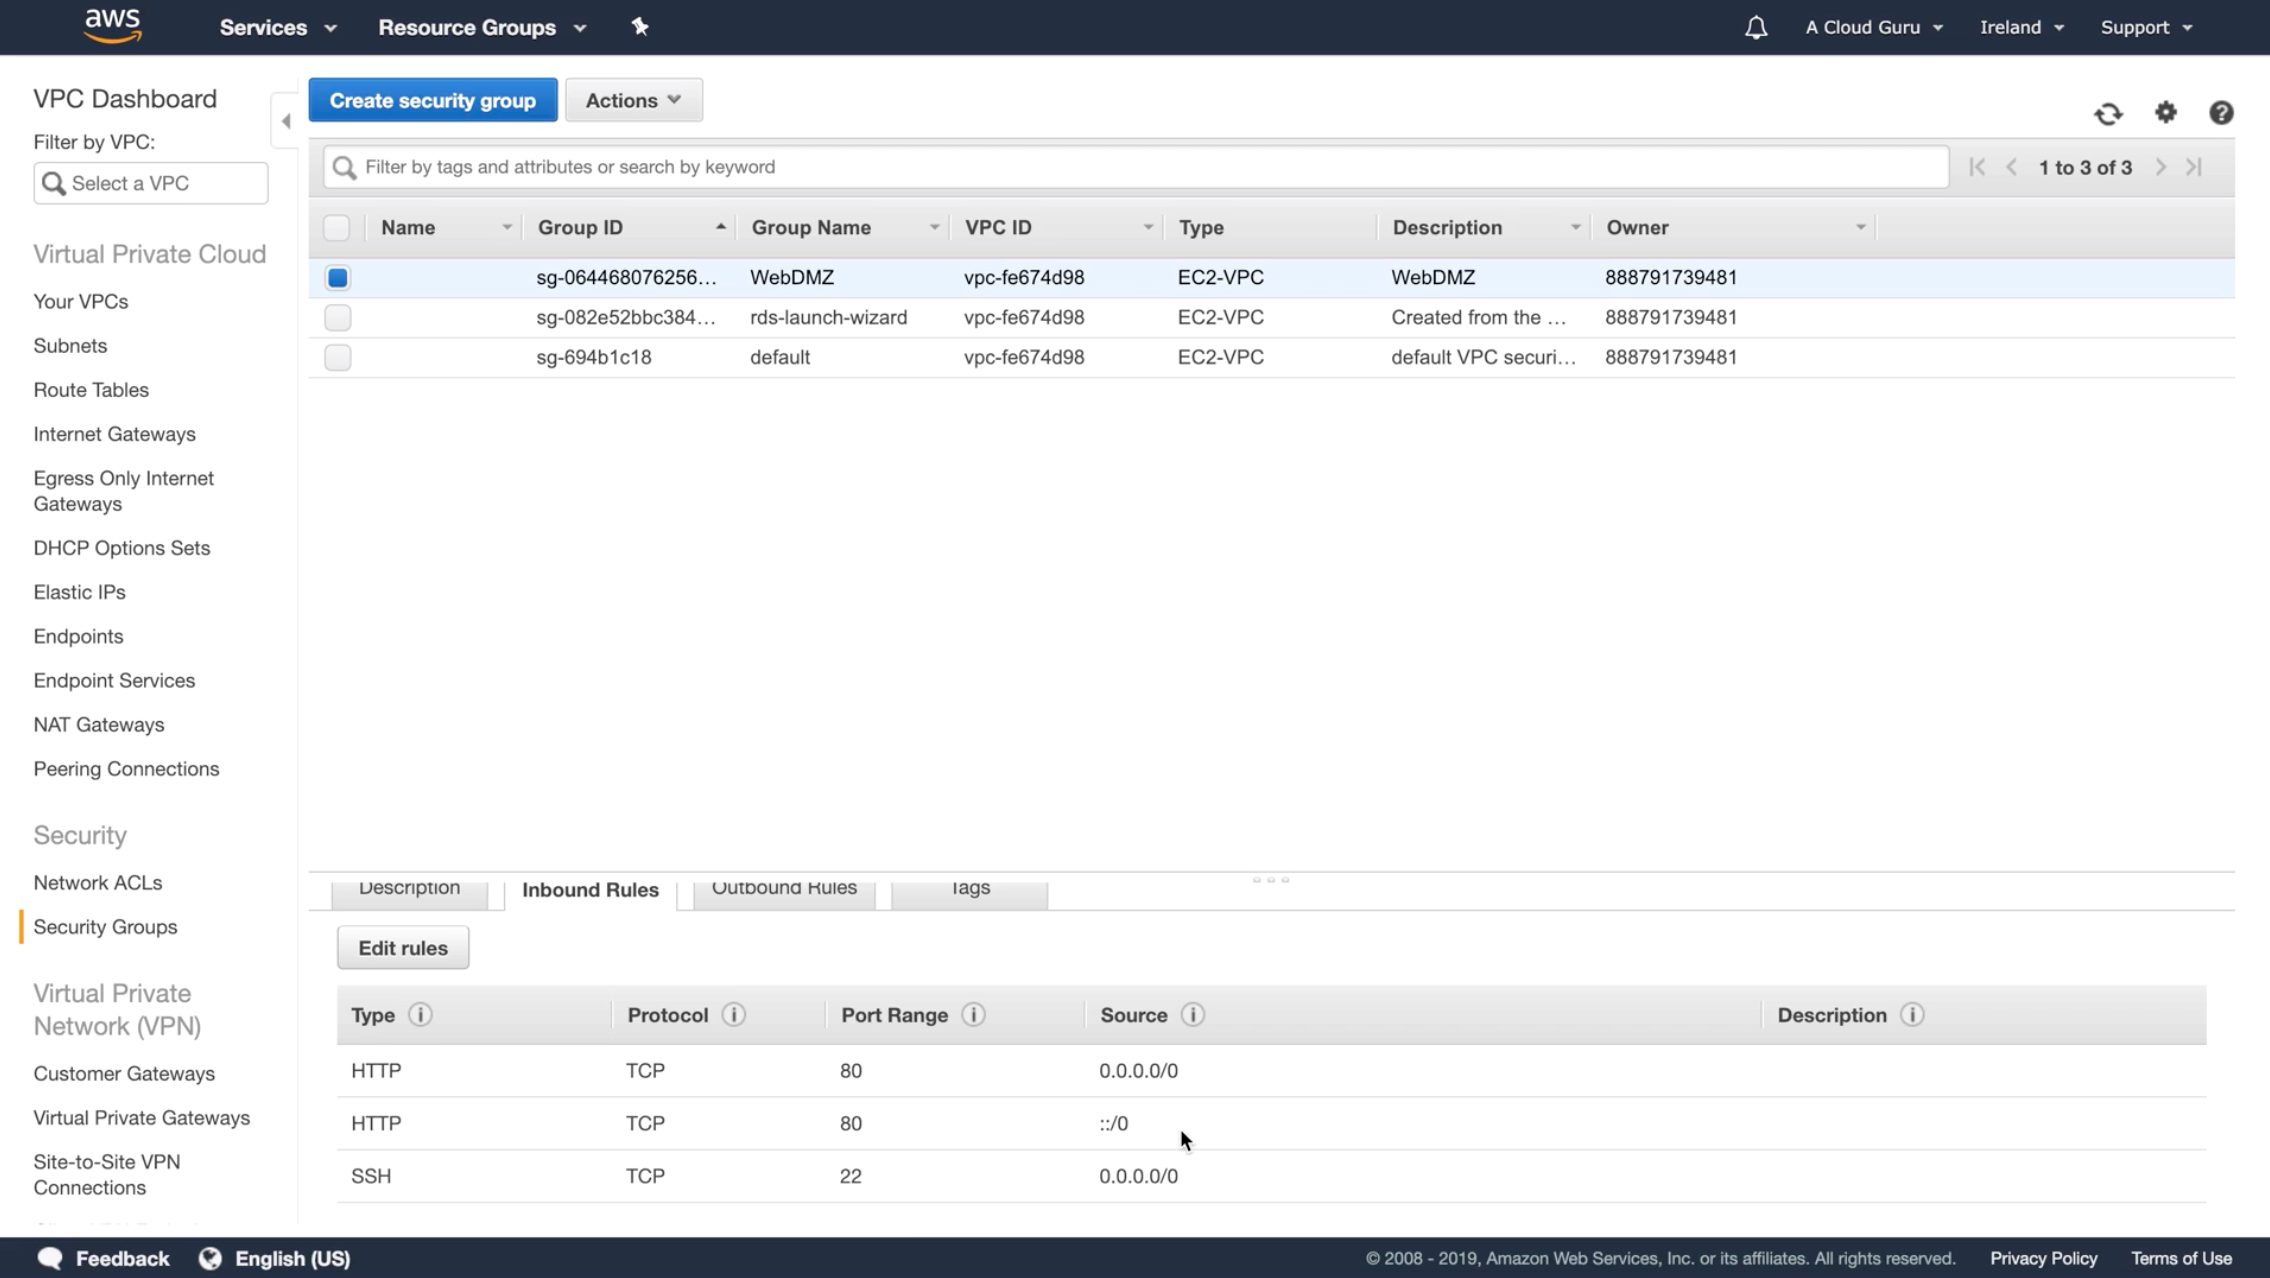 aws Services Resource Groups A Cloud Guru Ireland Support
VPC Dashboard
Filter by VPC:
Select a VPC
Virtual Private Cloud
Your VPCs
Subnets
Route Tables
Internet Gateways
Egress Only Internet
Gateways
DHCP Options Sets
Elastic IPs
Endpoints
Endpoint Services
NAT Gateways
Peering Connections
Security
Network ACLs
Security Groups
Virtual Private
Network (VPN)
Customer Gateways
Virtual Private Gateways
Site-to-Site VPN
Connections
Create security group Actions
Filter by tags and attributes or search by keyword 1 to 3 of 3
Name Group ID Group Name VPC ID Type Description Owner
sg-064468076256... WebDMZ vpc-fe674d98 EC2-VPC WebDMZ 888791739481
sg-082e52bbc384... rds-launch-wizard vpc-fe674d98 EC2-VPC Created from the ... 888791739481
sg-694b1c18 default vpc-fe674d98 EC2-VPC default VPC securi... 888791739481
Description Inbound Rules Outbound Rules Tags
Edit rules
Type Protocol Port Range Source Description
HTTP TCP 80 0.0.0.0/0
HTTP TCP 80 ::/0
SSH TCP 22 0.0.0.0/0
Feedback English (US) © 2008 - 2019, Amazon Web Services, Inc. or its affiliates. All rights reserved. Privacy Policy Terms of Use